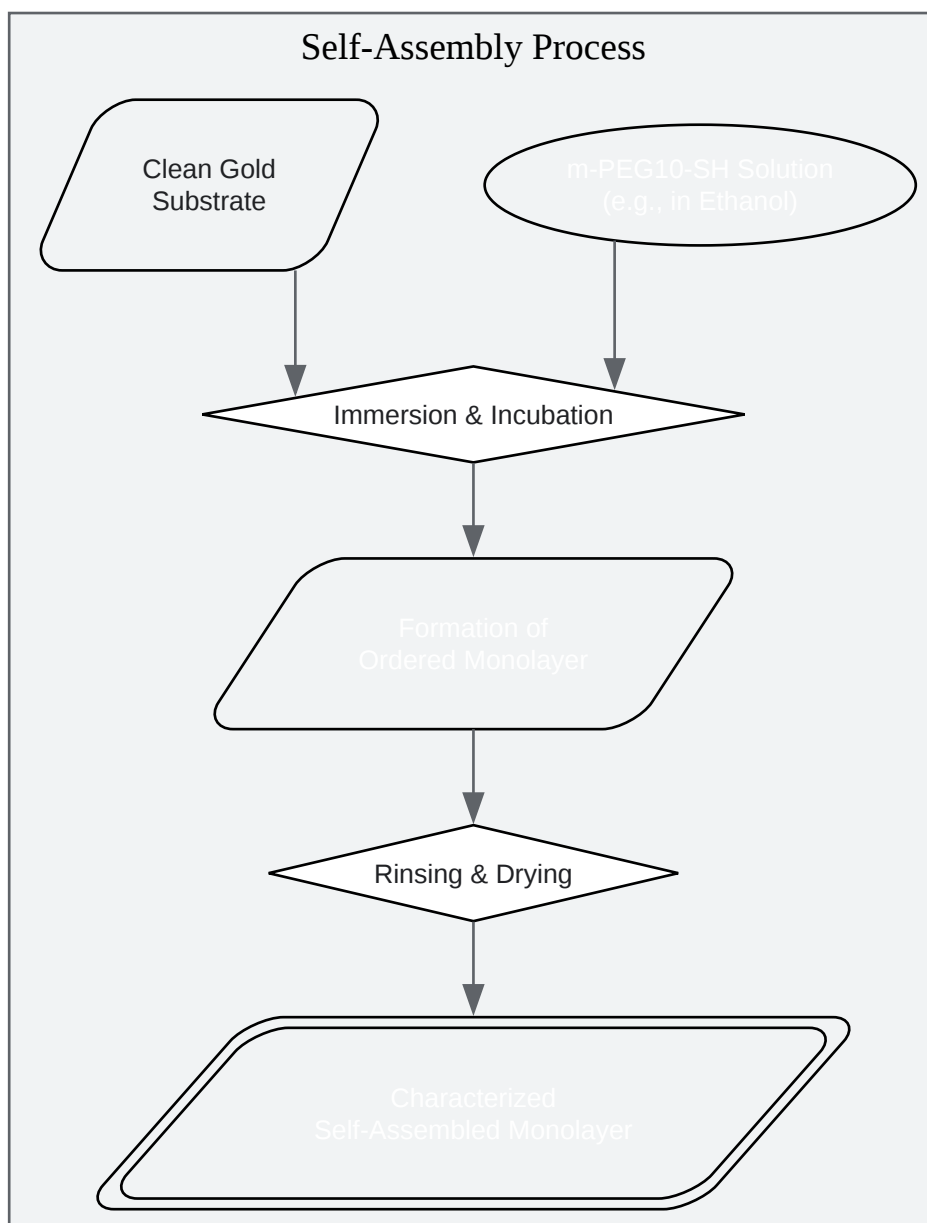 Self-Assembly Process
Clean Gold
Substrate
m-PEG10-SH Solution
(e.g., in Ethanol)
Immersion & Incubation
Formation of
Ordered Monolayer
Rinsing & Drying
Characterized
Self-Assembled Monolayer